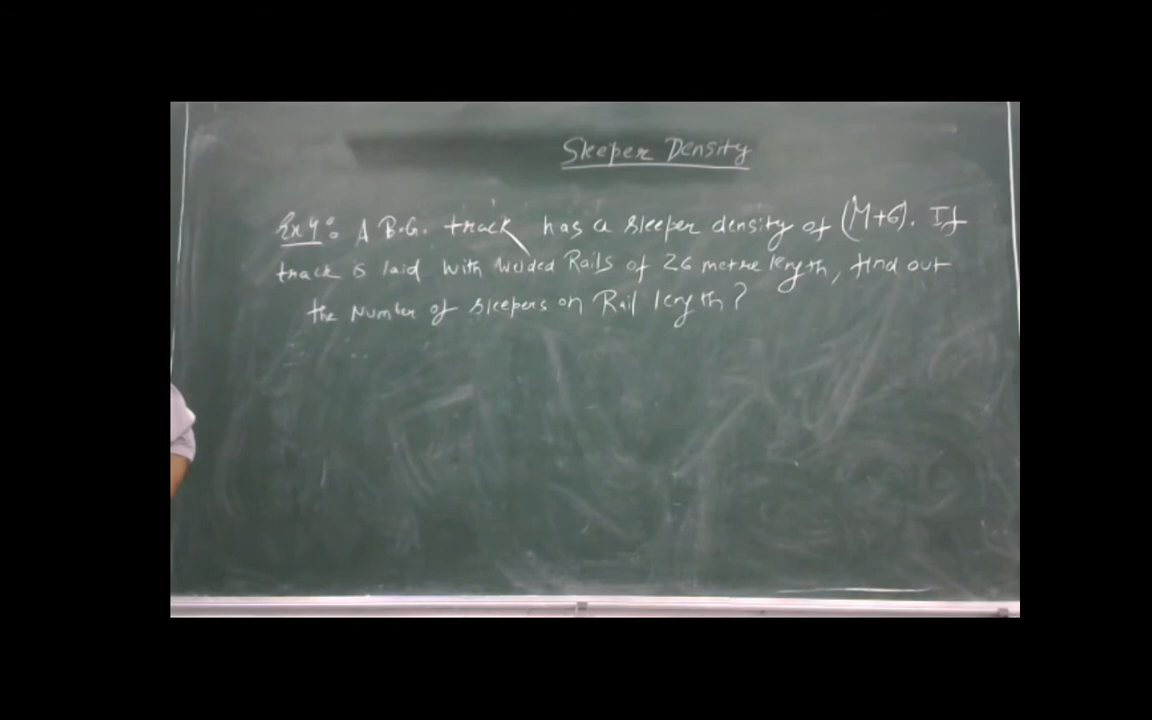 Sleeper Density
Ex 4: A B.G. track has a sleeper density of (M+6). If
track is laid with welded Rails of 26 metre length, find out
the Number of sleepers on Rail length?